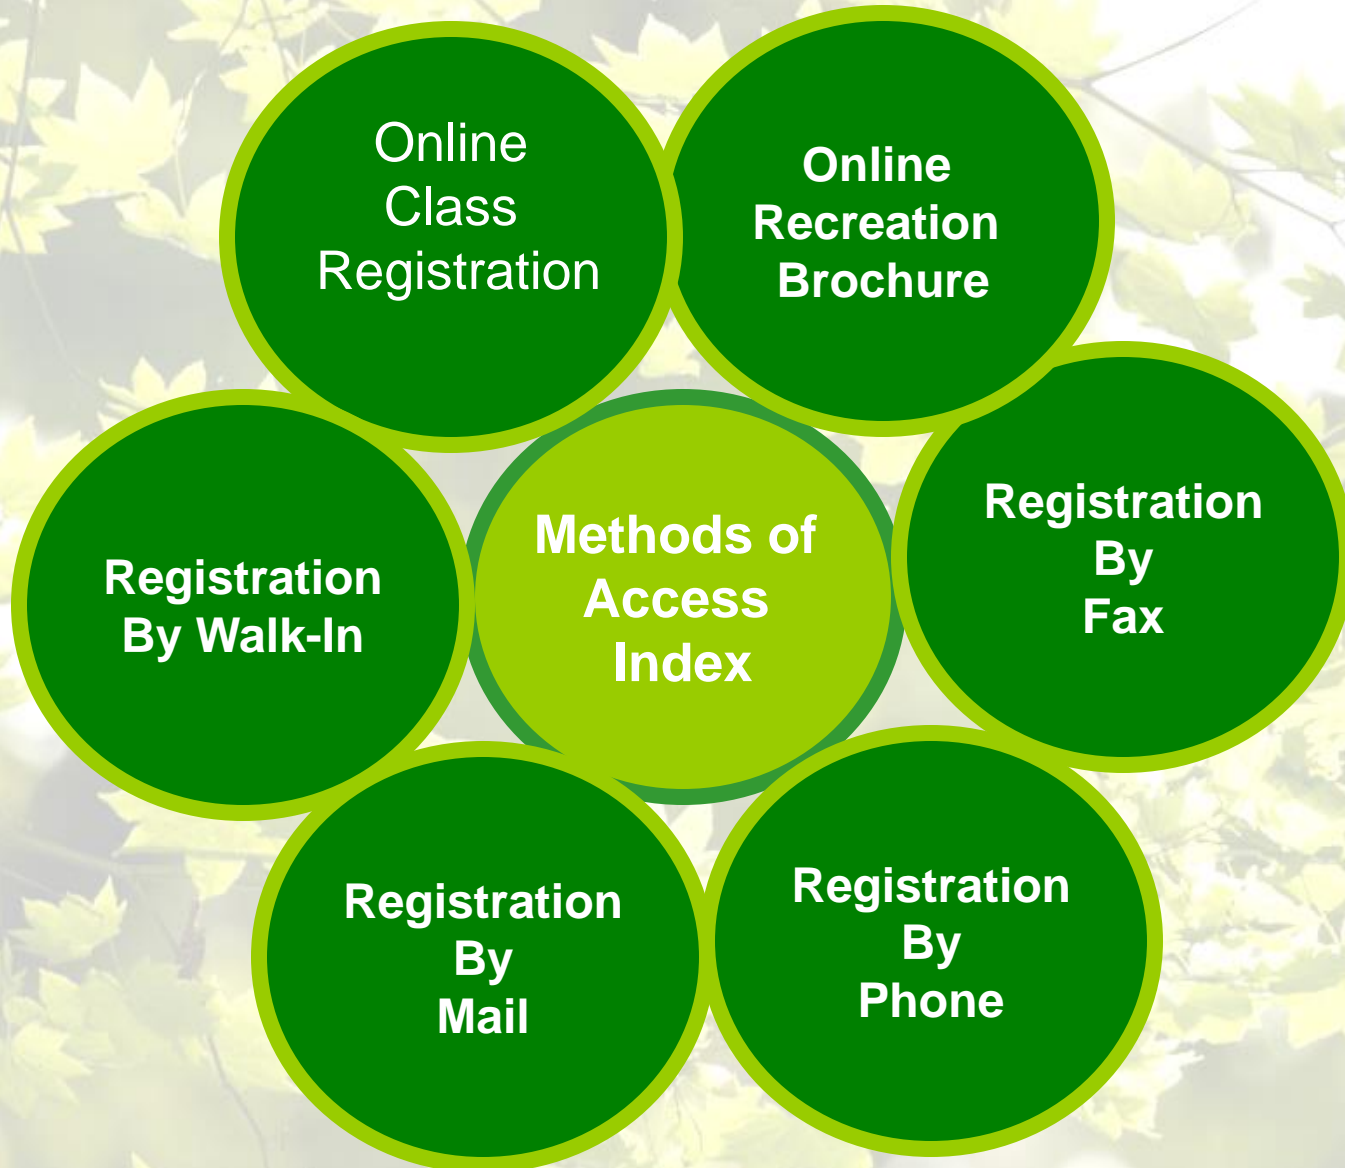 Online
Class
Registration
Online
Recreation
Brochure
Registration
By
Fax
Methods of
Access
Index
Registration
By Walk-In
Registration
By
Mail
Registration
By
Phone